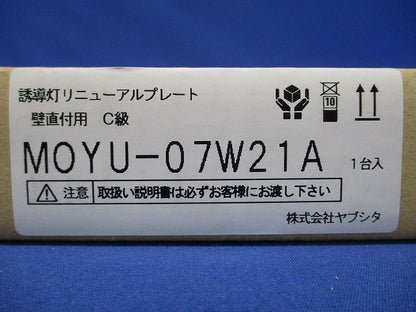 誘導灯リニューアルプレート
壁直付用 C級
MOYU-07W21A 1台入
注意 取扱い説明書は必ずお客様にお渡し下さい
株式会社ヤブシタ
10